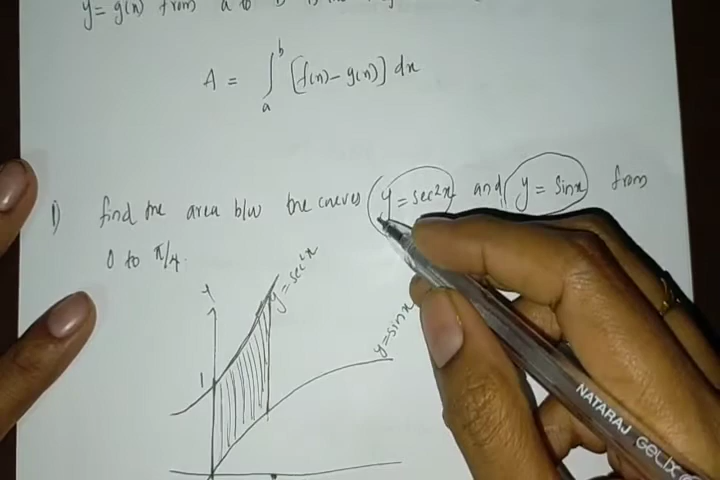 y = g(x) from a to
A = ∫ₐᵇ [f(x) - g(x)] dx
1) find the area b/w the curves y = sec²x and y = sinx from
0 to π/4.
y
y = sec²x
y = sinx
1
NATARAJ GELIX